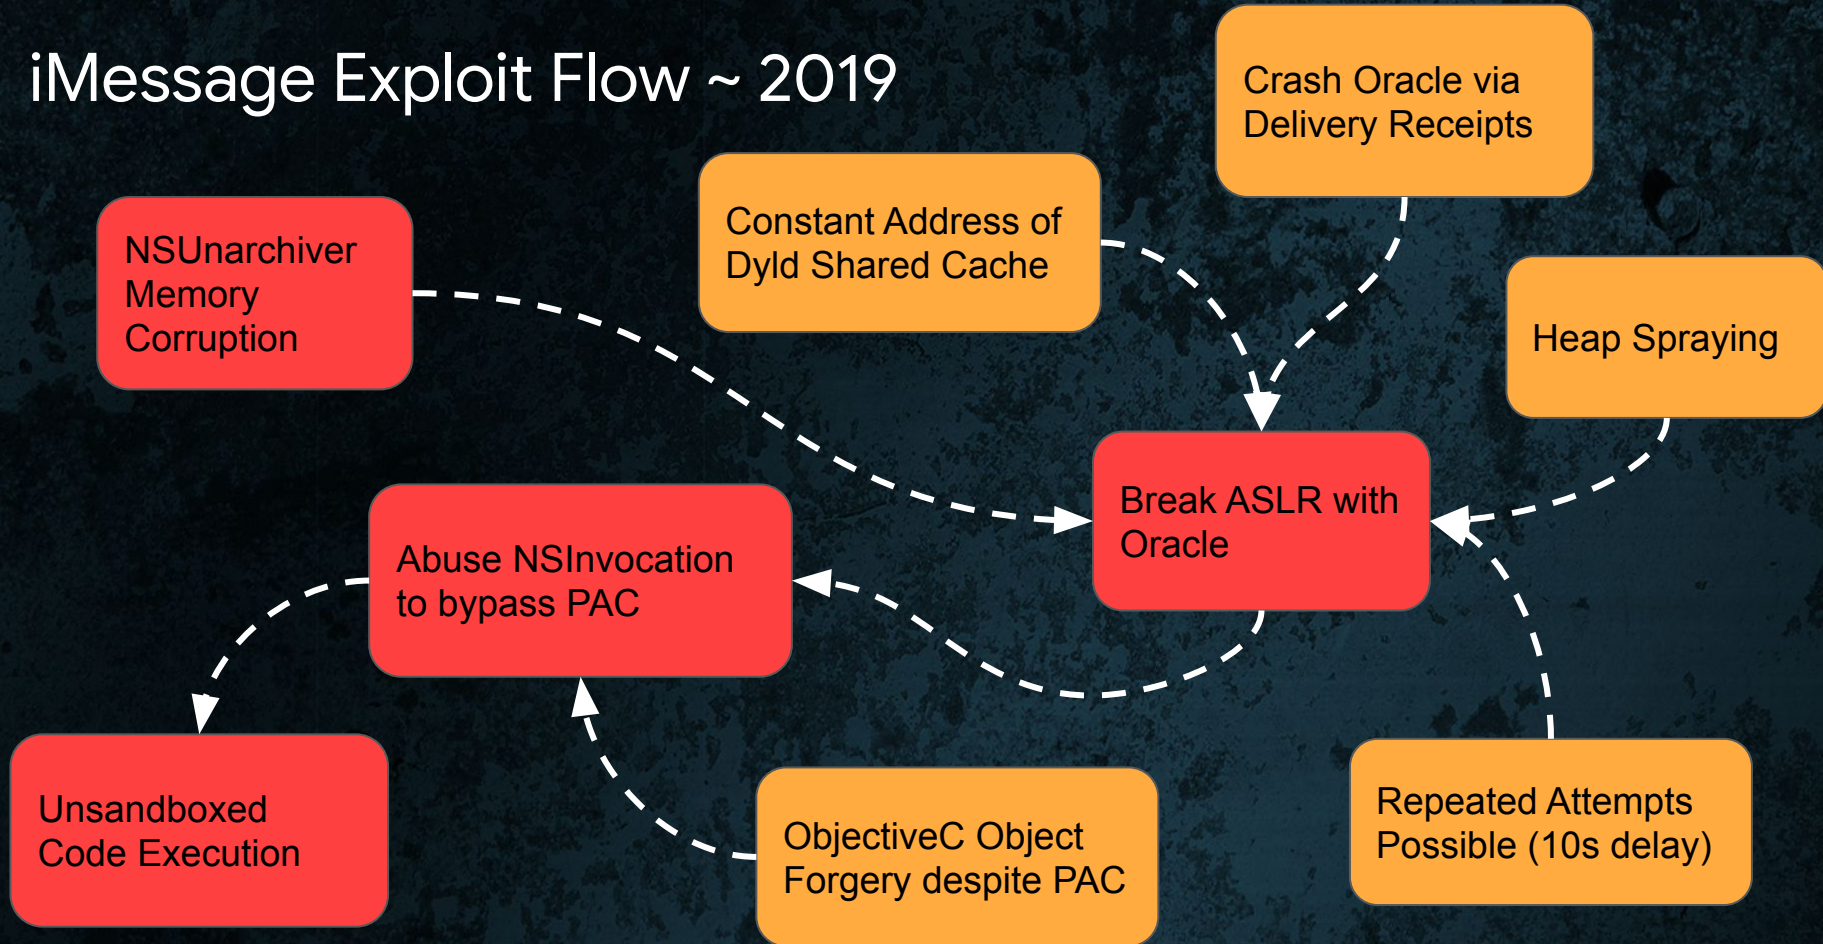 iMessage Exploit Flow ~ 2019
Crash Oracle via
Delivery Receipts
Constant Address of
Dyld Shared Cache
NSUnarchiver
Memory
Corruption
Heap Spraying
Break ASLR with
Oracle
Abuse NSInvocation
to bypass PAC
Unsandboxed
Code Execution
ObjectiveC Object
Forgery despite PAC
Repeated Attempts
Possible (10s delay)